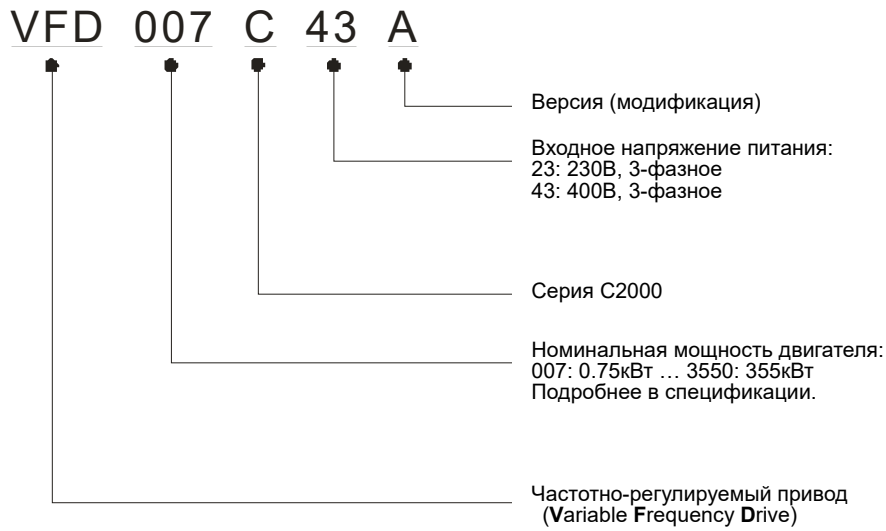 VFD 007 C 43 A
Версия (модификация)
Входное напряжение питания:
23: 230В, 3-фазное
43: 400В, 3-фазное
Серия C2000
Номинальная мощность двигателя:
007: 0.75кВт … 3550: 355кВт
Подробнее в спецификации.
Частотно-регулируемый привод
(Variable Frequency Drive)